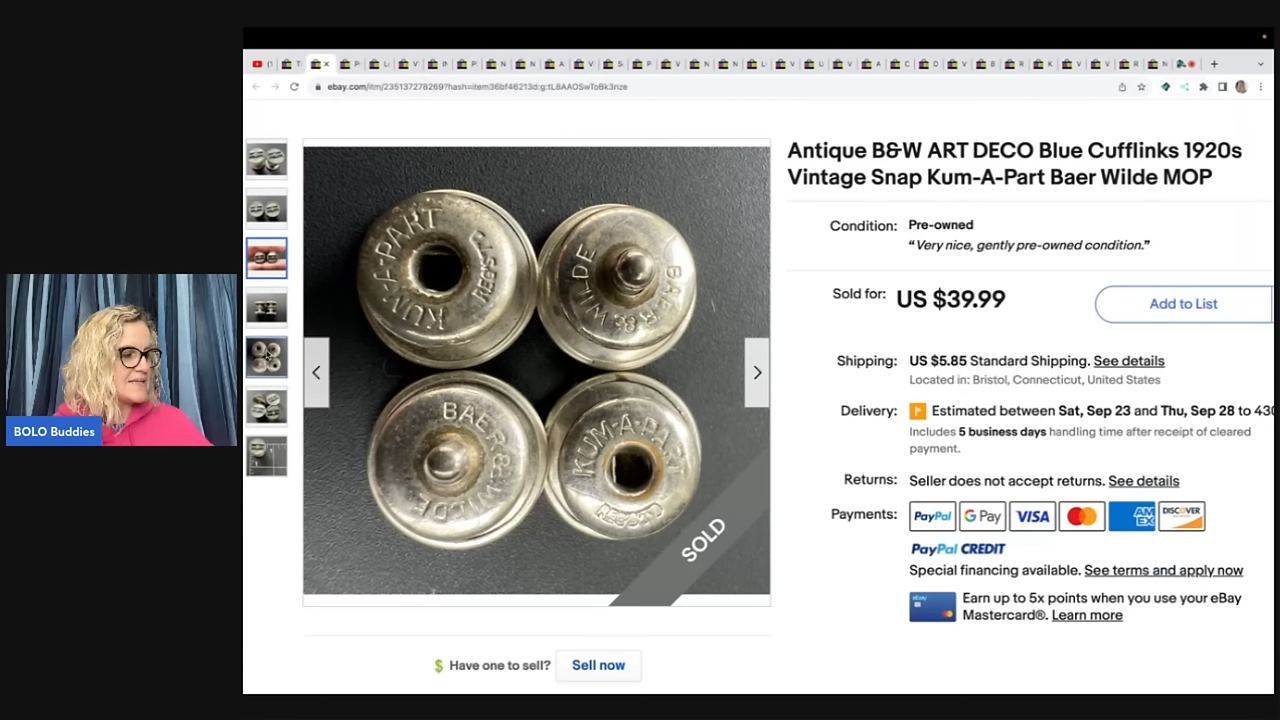 ebay.com/itm/235137278269?hash=item36bf46213d:g:tL8AAOSwToBk3nze
Antique B&W ART DECO Blue Cufflinks 1920s
Vintage Snap Kum-A-Part Baer Wilde MOP
Condition: Pre-owned
“Very nice, gently pre-owned condition.”
Sold for: US $39.99
Add to List
Shipping: US $5.85 Standard Shipping. See details
Located in: Bristol, Connecticut, United States
Delivery: Estimated between Sat, Sep 23 and Thu, Sep 28 to 430
Includes 5 business days handling time after receipt of cleared
payment.
Returns: Seller does not accept returns. See details
Payments: PayPal G Pay VISA AM EX DISCOVER
PayPal CREDIT
Special financing available. See terms and apply now
ebay
Earn up to 5x points when you use your eBay
Mastercard®. Learn more
KUM-A-PART
BAER & WILDE
BAER & WILDE
KUM-A-PART
SOLD
$ Have one to sell? Sell now
BOLO Buddies